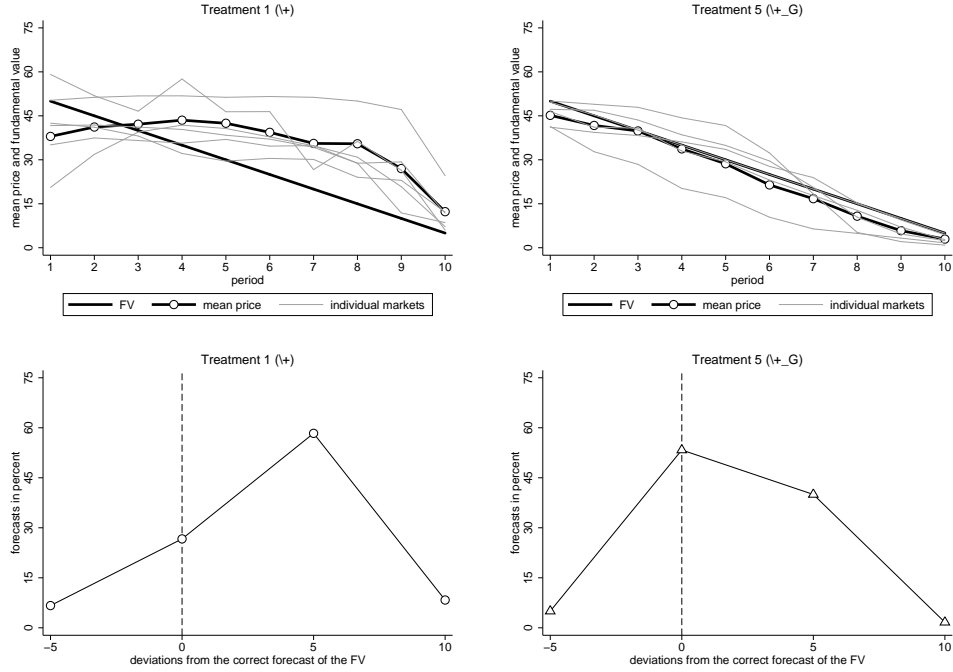 Treatment 1 (\+)
mean price and fundamental value
75
60
45
30
15
0
1 2 3 4 5 6 7 8 9 10
period
FV mean price individual markets
Treatment 5 (\+_G)
mean price and fundamental value
75
60
45
30
15
0
1 2 3 4 5 6 7 8 9 10
period
FV mean price individual markets
Treatment 1 (\+)
forecasts in percent
75
60
45
30
15
0
−5 0 5 10
deviations from the correct forecast of the FV
Treatment 5 (\+_G)
forecasts in percent
75
60
45
30
15
0
−5 0 5 10
deviations from the correct forecast of the FV